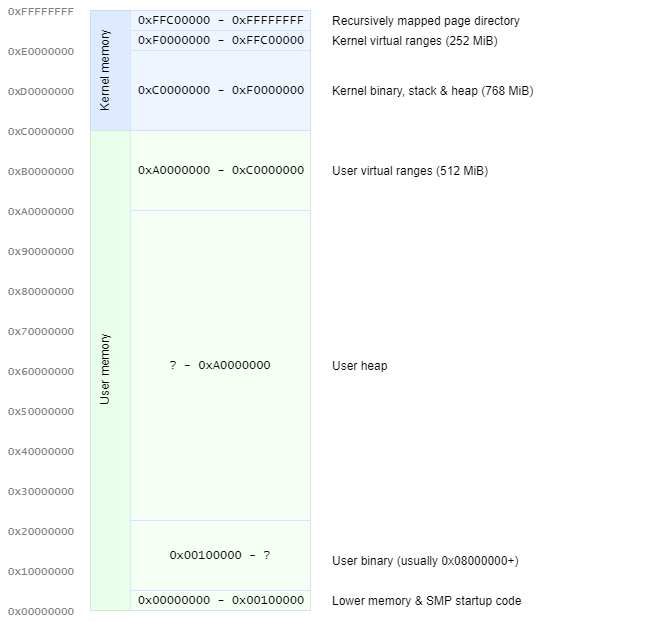 0xFFFFFFFF
0xFFC00000 - 0xFFFFFFFF Recursively mapped page directory
0xF0000000 - 0xFFC00000 Kernel virtual ranges (252 MiB)
0xE0000000
Kernel memory
0xD0000000
0xC0000000 - 0xF0000000 Kernel binary, stack & heap (768 MiB)
0xC0000000
0xB0000000
0xA0000000 - 0xC0000000 User virtual ranges (512 MiB)
0xA0000000
0x90000000
0x80000000
0x70000000
User memory
? - 0xA0000000 User heap
0x60000000
0x50000000
0x40000000
0x30000000
0x20000000
0x00100000 - ? User binary (usually 0x08000000+)
0x10000000
0x00000000 - 0x00100000 Lower memory & SMP startup code
0x00000000